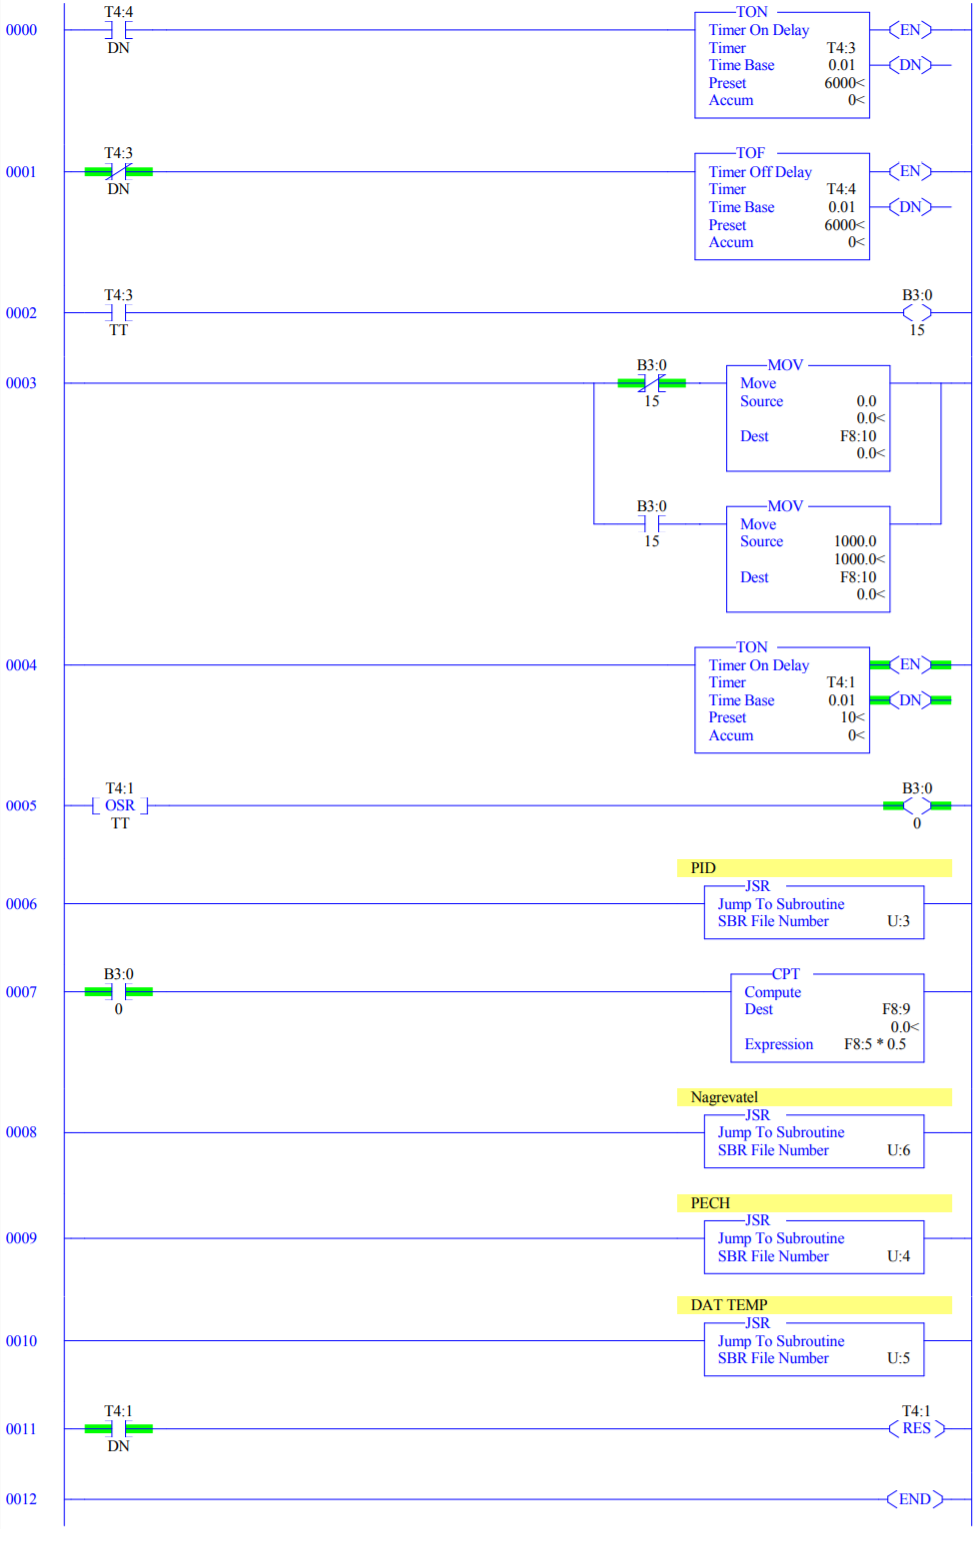 T4:4
TON
0000
Timer On Delay
EN
DN
Timer T4:3
Time Base 0.01
DN
Preset 6000<
Accum 0<
T4:3
TOF
0001
Timer Off Delay
EN
DN
Timer T4:4
Time Base 0.01
DN
Preset 6000<
Accum 0<
T4:3
B3:0
0002
TT
15
B3:0
MOV
0003
Move
15
Source 0.0
0.0<
Dest F8:10
0.0<
B3:0
MOV
Move
15
Source 1000.0
1000.0<
Dest F8:10
0.0<
TON
0004
Timer On Delay
EN
Timer T4:1
Time Base 0.01
DN
Preset 10<
Accum 0<
T4:1
B3:0
0005
OSR
TT
0
PID
JSR
0006
Jump To Subroutine
SBR File Number U:3
B3:0
CPT
0007
Compute
0
Dest F8:9
0.0<
Expression F8:5 * 0.5
Nagrevatel
JSR
0008
Jump To Subroutine
SBR File Number U:6
PECH
JSR
0009
Jump To Subroutine
SBR File Number U:4
DAT TEMP
JSR
0010
Jump To Subroutine
SBR File Number U:5
T4:1
T4:1
0011
RES
DN
0012
END